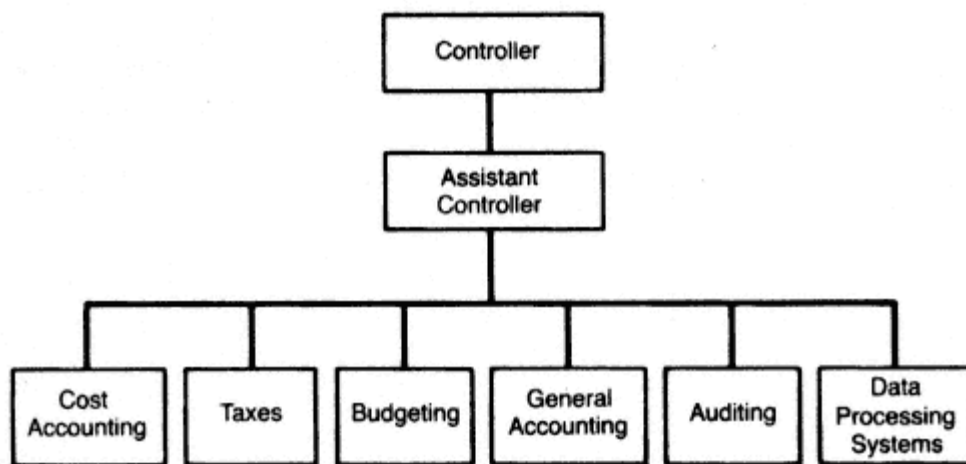 Controller
Assistant
Controller
Cost
Accounting
Taxes
Budgeting
General
Accounting
Auditing
Data
Processing
Systems